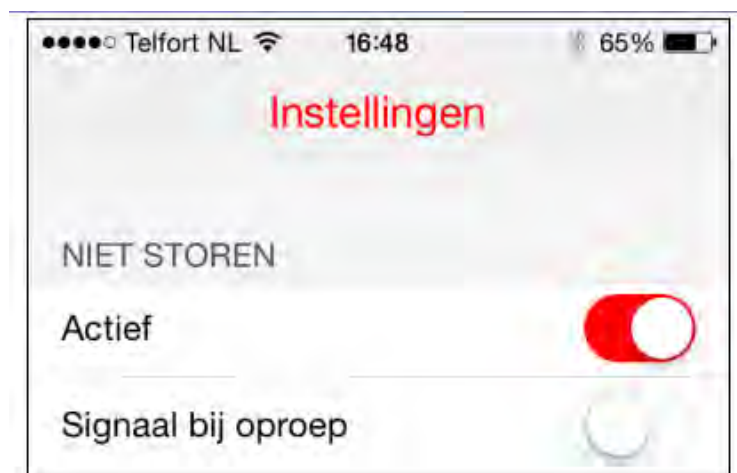 Telfort NL 16:48 65%
Instellingen
NIET STOREN
Actief
Signaal bij oproep